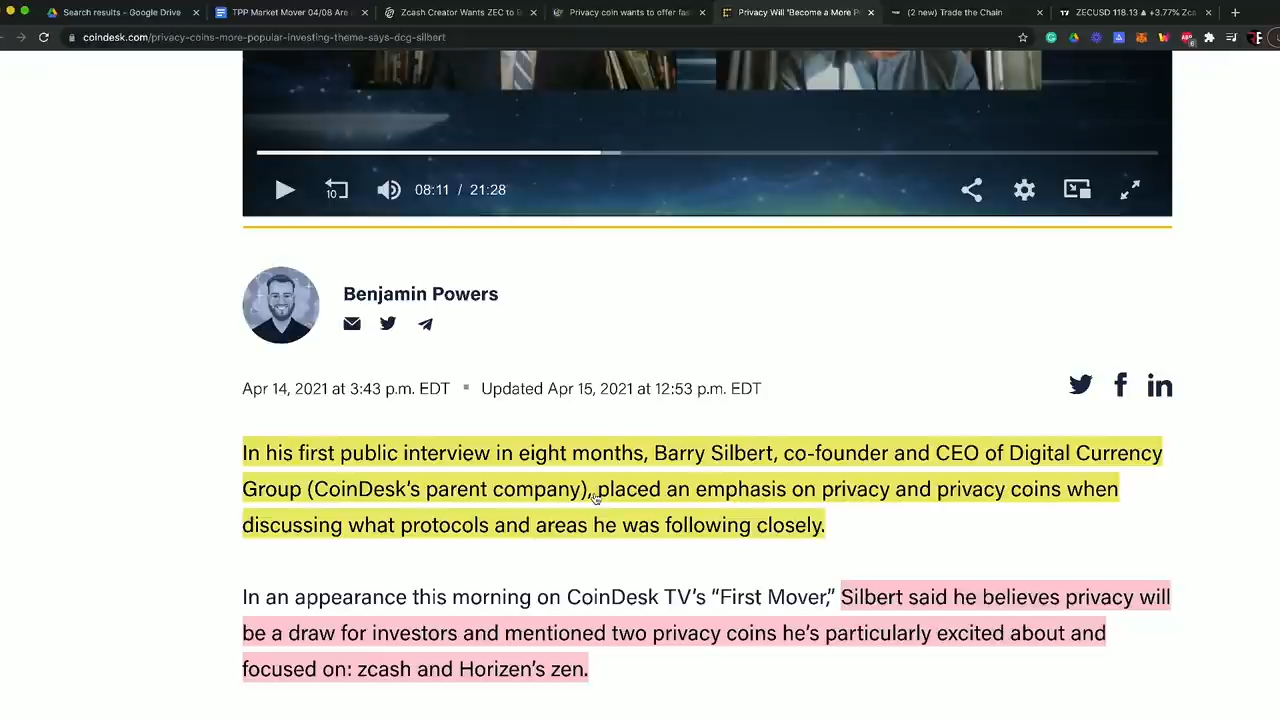 Search results - Google Drive
TPP Market Mover 04/08 Are
Zcash Creator Wants ZEC to B
Privacy coin wants to offer fas
Privacy Will 'Become a More P
(2 new) Trade the Chain
ZECUSD 118.13 ▲ +3.77% Zca
coindesk.com/privacy-coins-more-popular-investing-theme-says-dcg-silbert
10
08:11 / 21:28
Benjamin Powers
Apr 14, 2021 at 3:43 p.m. EDT ▪ Updated Apr 15, 2021 at 12:53 p.m. EDT
In his first public interview in eight months, Barry Silbert, co-founder and CEO of Digital Currency
Group (CoinDesk's parent company), placed an emphasis on privacy and privacy coins when
discussing what protocols and areas he was following closely.
In an appearance this morning on CoinDesk TV's “First Mover,” Silbert said he believes privacy will
be a draw for investors and mentioned two privacy coins he's particularly excited about and
focused on: zcash and Horizen's zen.